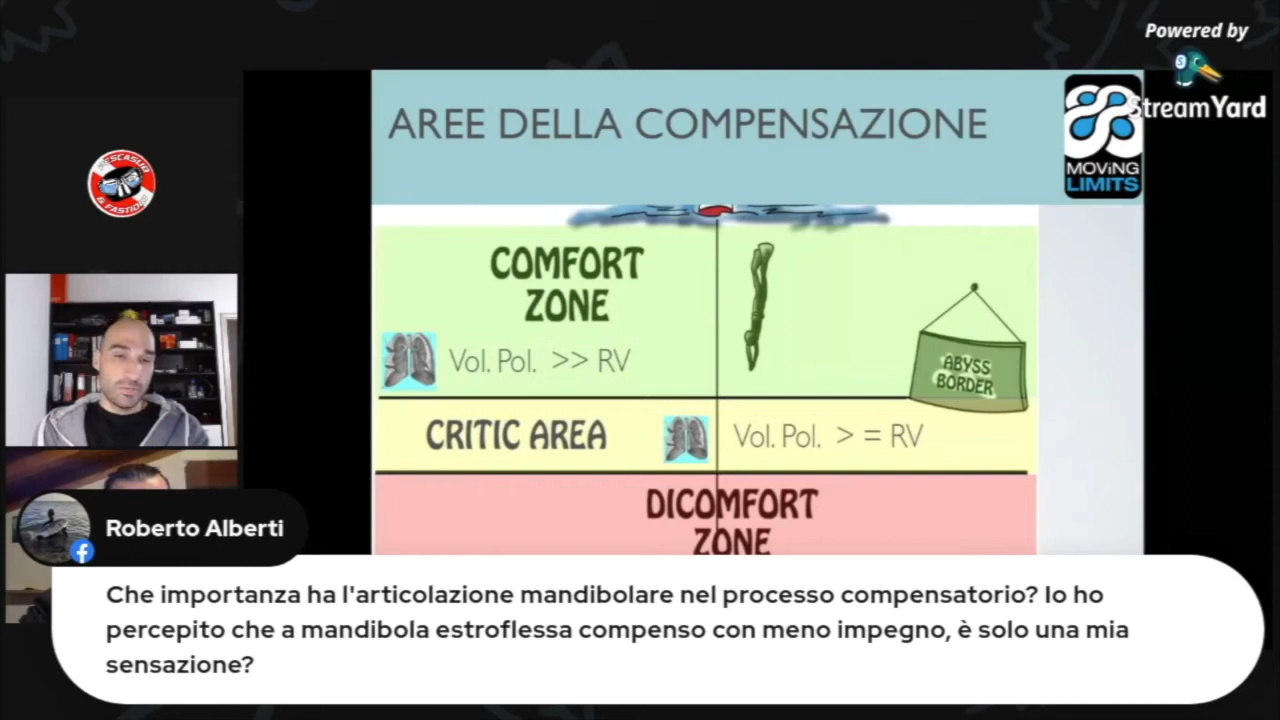 Powered by
StreamYard
AREE DELLA COMPENSAZIONE
MOViNG
LIMITS
COMFORT
ZONE
Vol. Pol. >> RV
ABYSS
BORDER
CRITIC AREA
Vol. Pol. > = RV
DICOMFORT
ZONE
Roberto Alberti
Che importanza ha l'articolazione mandibolare nel processo compensatorio? Io ho
percepito che a mandibola estroflessa compenso con meno impegno, è solo una mia
sensazione?